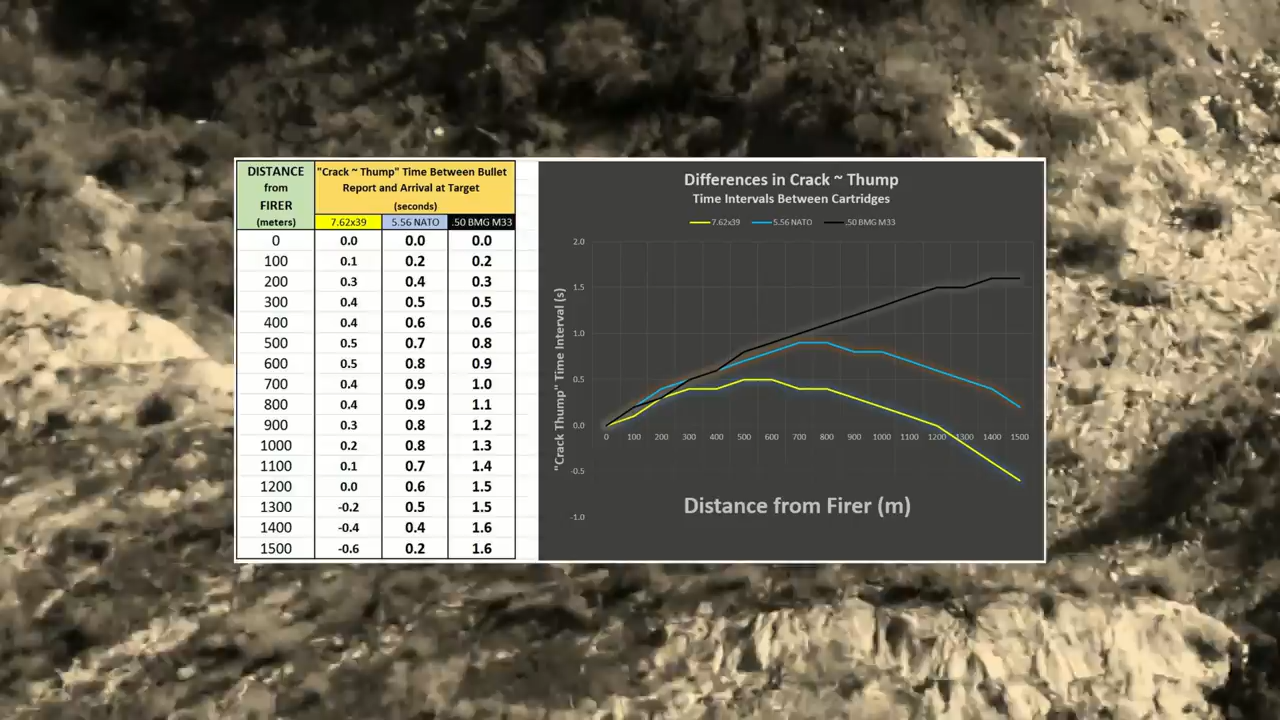 DISTANCE
from
FIRER
(meters)
"Crack ~ Thump" Time Between Bullet
Report and Arrival at Target
(seconds)
7.62x39 5.56 NATO .50 BMG M33
0 0.0 0.0 0.0
100 0.1 0.2 0.2
200 0.3 0.4 0.3
300 0.4 0.5 0.5
400 0.4 0.6 0.6
500 0.5 0.7 0.8
600 0.5 0.8 0.9
700 0.4 0.9 1.0
800 0.4 0.9 1.1
900 0.3 0.8 1.2
1000 0.2 0.8 1.3
1100 0.1 0.7 1.4
1200 0.0 0.6 1.5
1300 -0.2 0.5 1.5
1400 -0.4 0.4 1.6
1500 -0.6 0.2 1.6
Differences in Crack ~ Thump
Time Intervals Between Cartridges
7.62x39 5.56 NATO .50 BMG M33
"Crack Thump" Time Interval (s)
2.0
1.5
1.0
0.5
0.0
-0.5
-1.0
0 100 200 300 400 500 600 700 800 900 1000 1100 1200 1300 1400 1500
Distance from Firer (m)